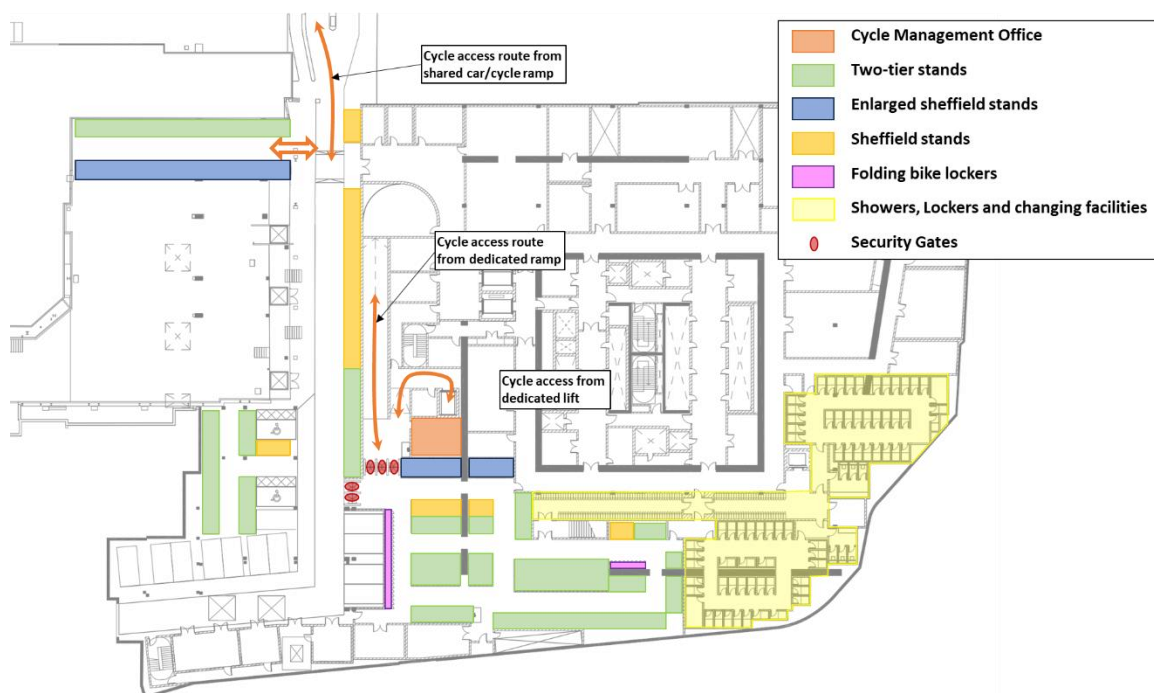 Cycle access route from
shared car/cycle ramp
Cycle access route
from dedicated ramp
Cycle access from
dedicated lift
Cycle Management Office
Two-tier stands
Enlarged sheffield stands
Sheffield stands
Folding bike lockers
Showers, Lockers and changing facilities
Security Gates